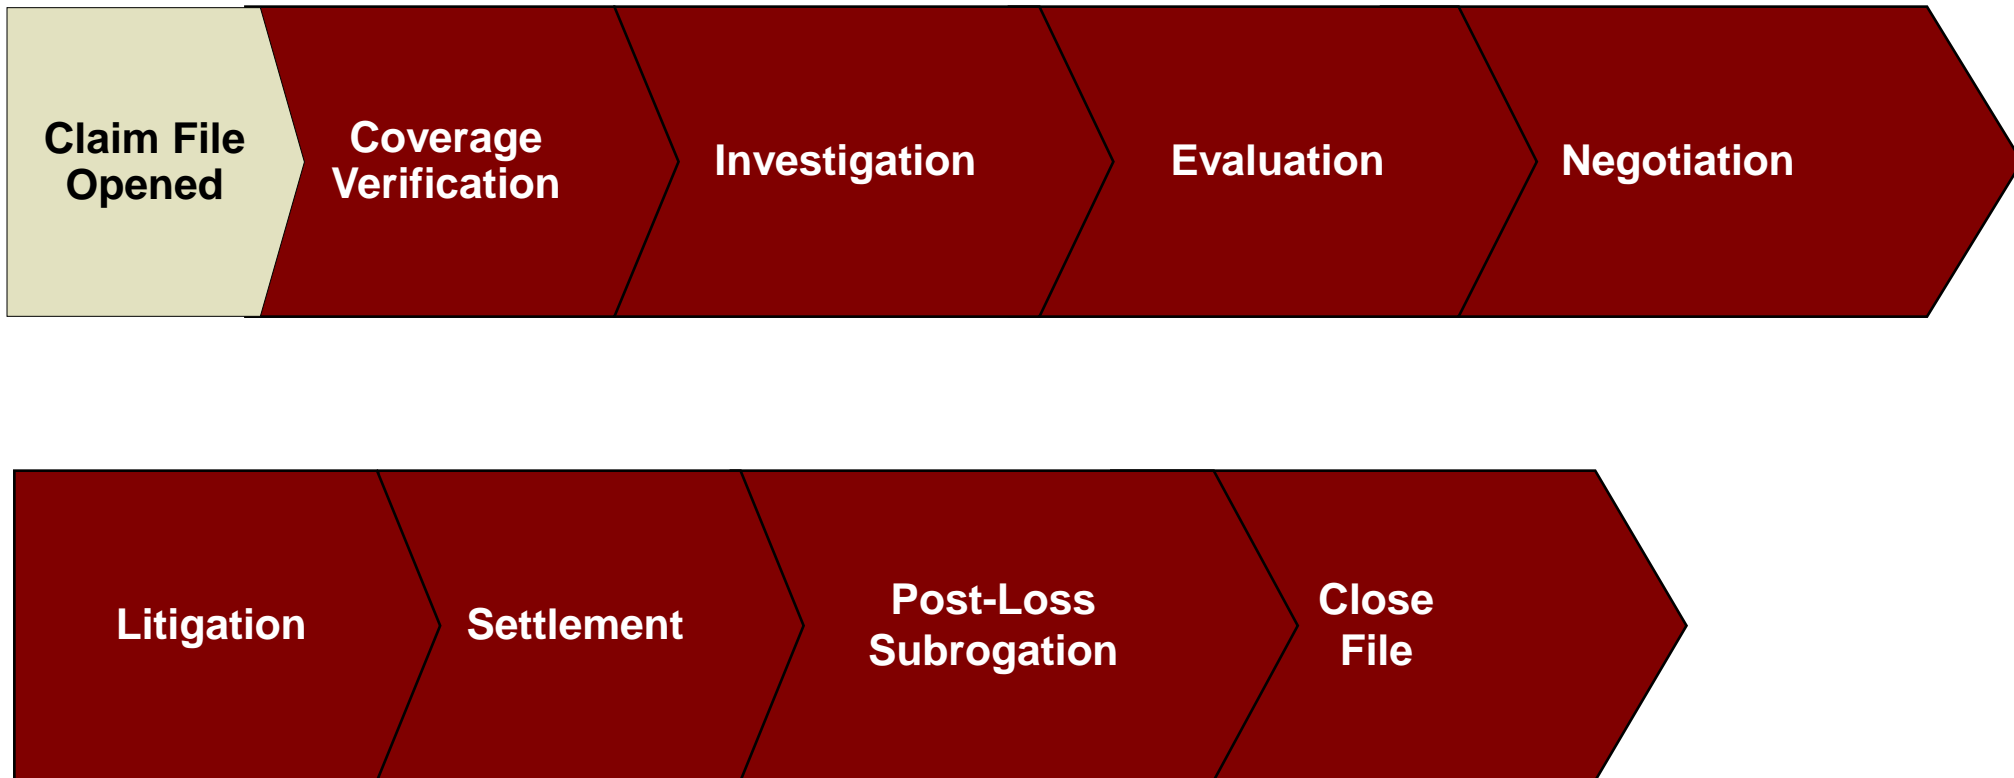 Claim File
Opened
Coverage
Verification
Investigation
Evaluation
Negotiation
Litigation
Settlement
Post-Loss
Subrogation
Close
File